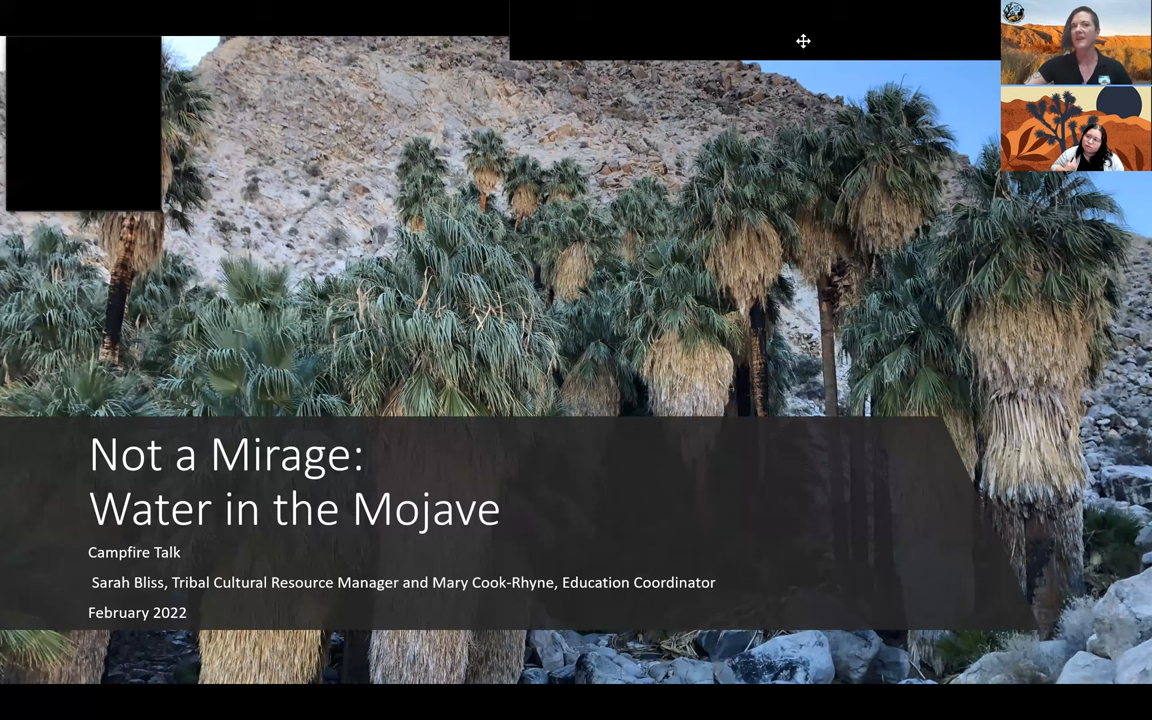 Not a Mirage:
Water in the Mojave
Campfire Talk
Sarah Bliss, Tribal Cultural Resource Manager and Mary Cook-Rhyne, Education Coordinator
February 2022